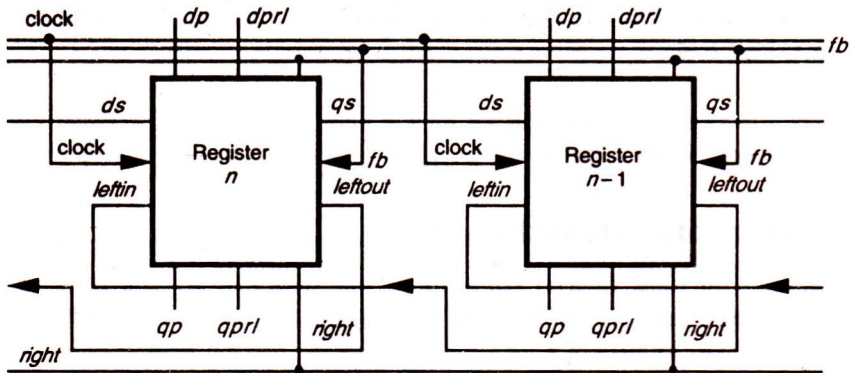 clock dp dprl dp dprl
fb
ds qs ds qs
clock Register fb clock Register fb
n n–1
leftin leftout leftin leftout
qp qprl right qp qprl right
right